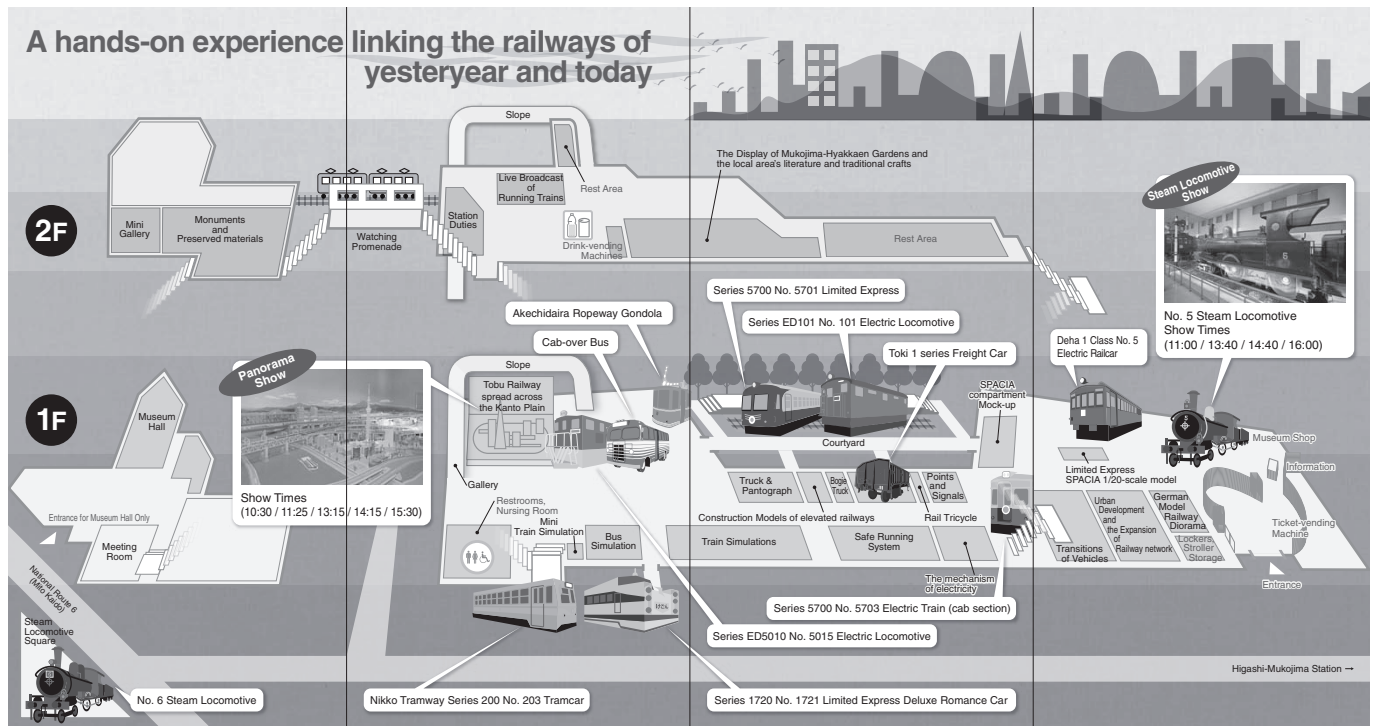 A hands-on experience linking the railways of
yesteryear and today
Slope
The Display of Mukojima-Hyakkaen Gardens and
the local area's literature and traditional crafts
Rest Area
Live Broadcast
of
Running Trains
2F
Mini
Gallery
Monuments
and
Preserved materials
Watching
Promenade
Station
Duties
Drink-vending
Machines
Rest Area
Steam Locomotive
Show
6
No. 5 Steam Locomotive
Show Times
(11:00 / 13:40 / 14:40 / 16:00)
Series 5700 No. 5701 Limited Express
Akechidaira Ropeway Gondola
Series ED101 No. 101 Electric Locomotive
Cab-over Bus
Toki 1 series Freight Car
Deha 1 Class No. 5
Electric Railcar
1F
Panorama
Show
Show Times
(10:30 / 11:25 / 13:15 / 14:15 / 15:30)
Museum
Hall
Slope
Tobu Railway
spread across
the Kanto Plain
SPACIA
compartment
Mock-up
Courtyard
Museum Shop
Information
Gallery
Truck &
Pantograph
Bogie
Truck
Points
and
Signals
Limited Express
SPACIA 1/20-scale model
Restrooms,
Nursing Room
Construction Models of elevated railways
Rail Tricycle
Urban
Development
and
the Expansion
of
Railway network
German
Model
Railway
Diorama
Ticket-vending
Machine
Entrance for Museum Hall Only
Meeting
Room
Mini
Train Simulation
Bus
Simulation
Train Simulations
Safe Running
System
The mechanism
of electricity
Transitions
of Vehicles
Lockers,
Stroller
Storage
Entrance
National Route 6
(Mito Kaido)
Series 5700 No. 5703 Electric Train (cab section)
Series ED5010 No. 5015 Electric Locomotive
Steam
Locomotive
Square
Higashi-Mukojima Station →
No. 6 Steam Locomotive
Nikko Tramway Series 200 No. 203 Tramcar
Series 1720 No. 1721 Limited Express Deluxe Romance Car